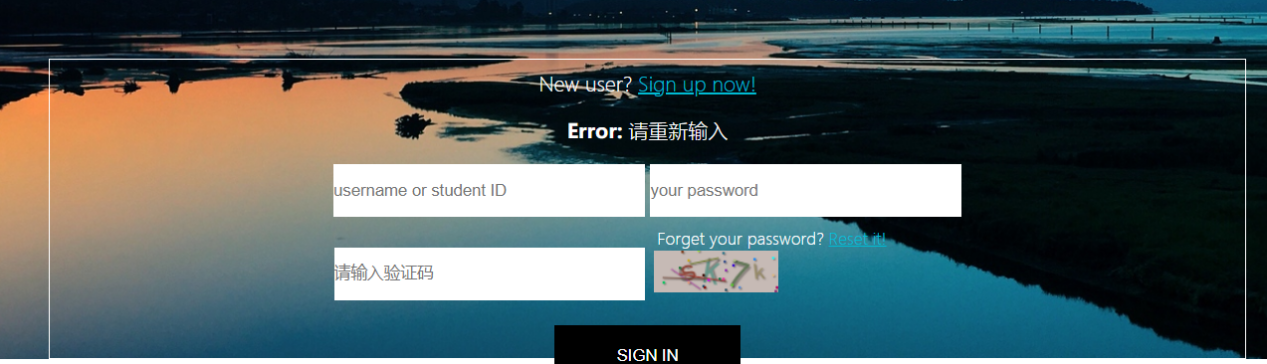 New user? Sign up now!
Error: 请重新输入
username or student ID
your password
Forget your password? Reset it!
请输入验证码
SIGN IN